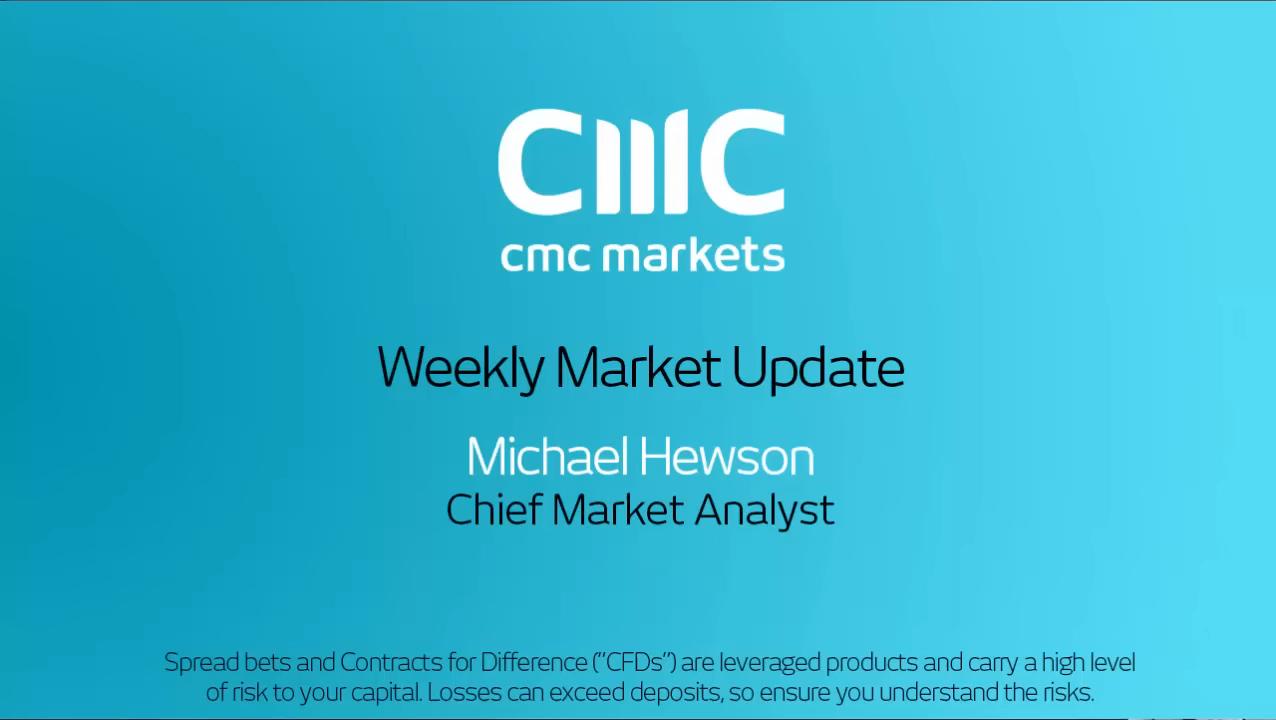 CMC
cmc markets
Weekly Market Update
Michael Hewson
Chief Market Analyst
Spread bets and Contracts for Difference (“CFDs”) are leveraged products and carry a high level
of risk to your capital. Losses can exceed deposits, so ensure you understand the risks.